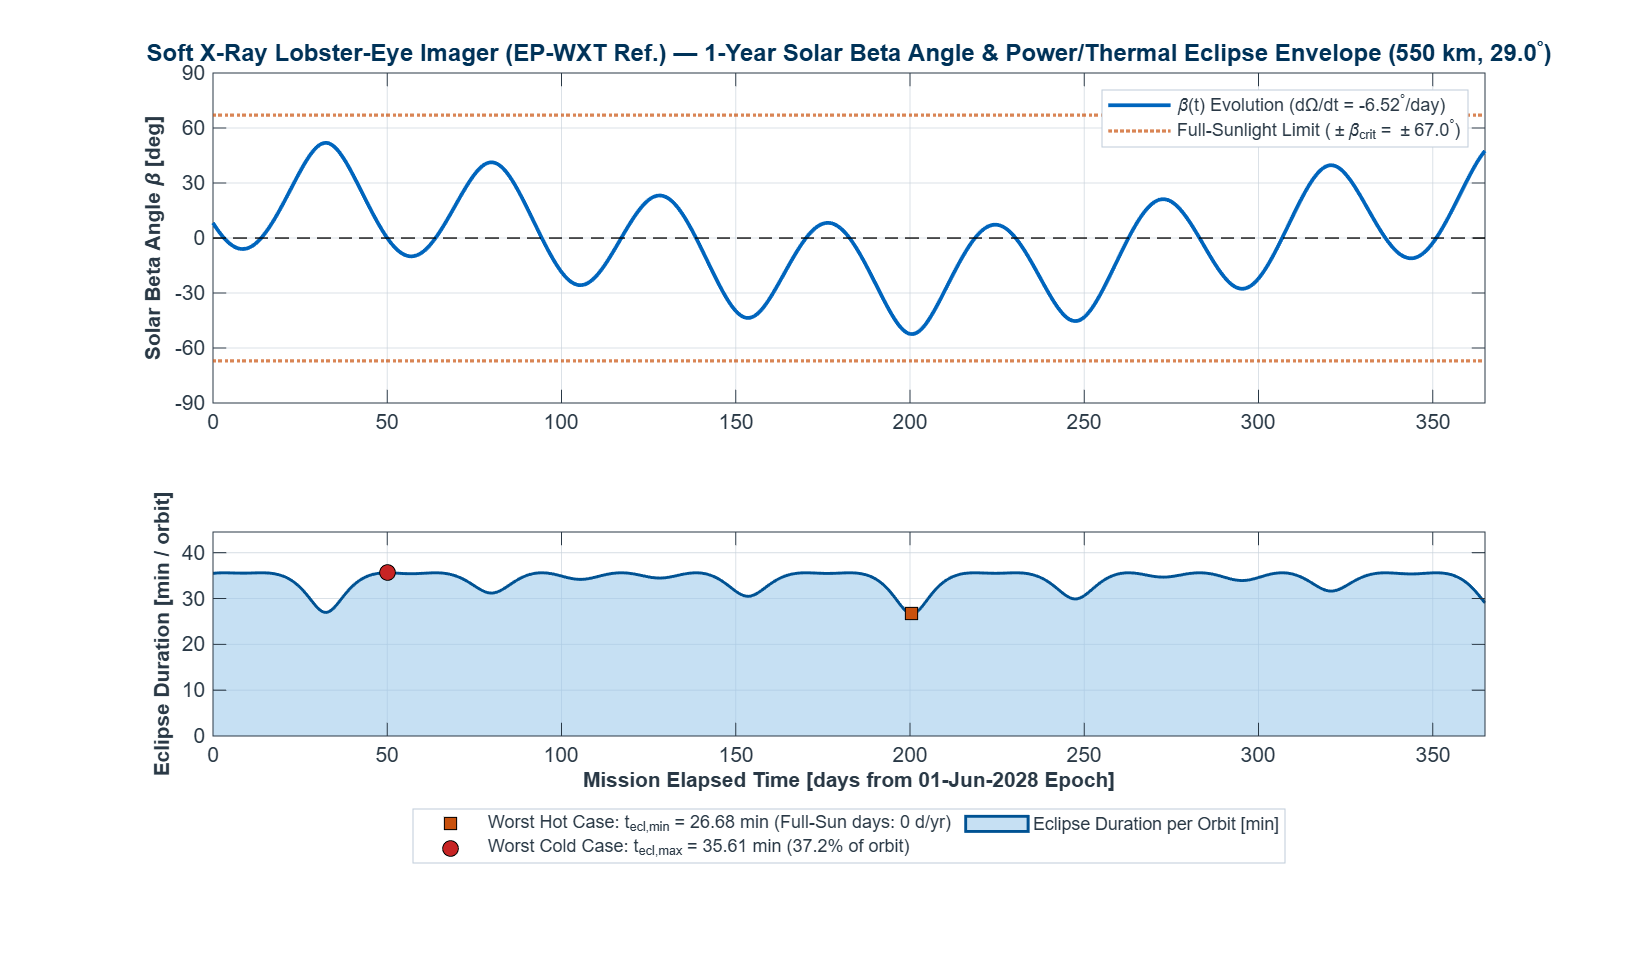 Soft X-Ray Lobster-Eye Imager (EP-WXT Ref.) — 1-Year Solar Beta Angle & Power/Thermal Eclipse Envelope (550 km, 29.0°)
Solar Beta Angle β [deg]
90
60
30
0
-30
-60
-90
β(t) Evolution (dΩ/dt = -6.52°/day)
Full-Sunlight Limit ( ± βcrit = ± 67.0°)
0 50 100 150 200 250 300 350
Eclipse Duration [min / orbit]
40
30
20
10
0
0 50 100 150 200 250 300 350
Mission Elapsed Time [days from 01-Jun-2028 Epoch]
Worst Hot Case: tecl,min = 26.68 min (Full-Sun days: 0 d/yr)
Worst Cold Case: tecl,max = 35.61 min (37.2% of orbit)
Eclipse Duration per Orbit [min]